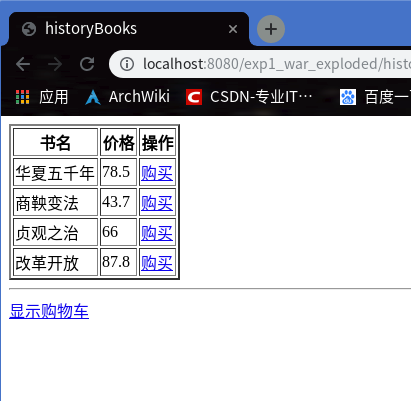 historyBooks
localhost:8080/exp1_war_exploded/histo
应用 ArchWiki CSDN-专业IT… 百度一
书名 价格 操作
华夏五千年 78.5 购买
商鞅变法 43.7 购买
贞观之治 66 购买
改革开放 87.8 购买
显示购物车